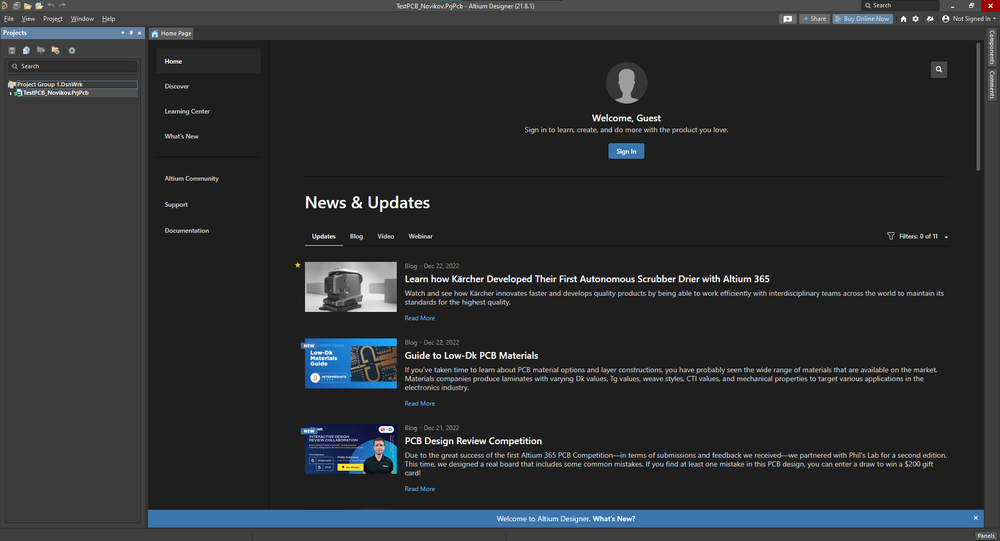 TestPCB_Novikov.PrjPcb - Altium Designer (21.8.1)
Search
File View Project Window Help
Share
Buy Online Now
Not Signed In
Projects
Home Page
Search
Project Group 1.DsnWrk
TestPCB_Novikov.PrjPcb
Home
Discover
Learning Center
What's New
Altium Community
Support
Documentation
Welcome, Guest
Sign in to learn, create, and do more with the product you love.
Sign In
News & Updates
Updates Blog Video Webinar
Filters: 0 of 11
Blog • Dec 22, 2022
Learn how Kärcher Developed Their First Autonomous Scrubber Drier with Altium 365
Watch and see how Kärcher innovates faster and develops quality products by being able to work efficiently with interdisciplinary teams across the world to maintain its
standards for the highest quality.
Read More
NEW
-SPEED DESIGN
Low-Dk
Materials
Guide
INTERMEDIATE
Blog • Dec 22, 2022
Guide to Low-Dk PCB Materials
If you've taken time to learn about PCB material options and layer constructions, you have probably seen the wide range of materials that are available on the market.
Materials companies produce laminates with varying Dk values, Tg values, weave styles, CTI values, and mechanical properties to target various applications in the
electronics industry.
Read More
NEW
INTERACTIVE DESIGN
REVIEW COLLABORATION
Every design needs a smooth review process.
Find Mistakes
5 Schematic
5 PCB
Philip Salmony
Our Winners
Blog • Dec 21, 2022
PCB Design Review Competition
Due to the great success of the first Altium 365 PCB Competition—in terms of submissions and feedback we received—we partnered with Phil's Lab for a second edition.
This time, we designed a real board that includes some common mistakes. If you find at least one mistake in this PCB design, you can enter a draw to win a $200 gift
card!
Read More
Welcome to Altium Designer. What's New?
Components
Comments
Panels